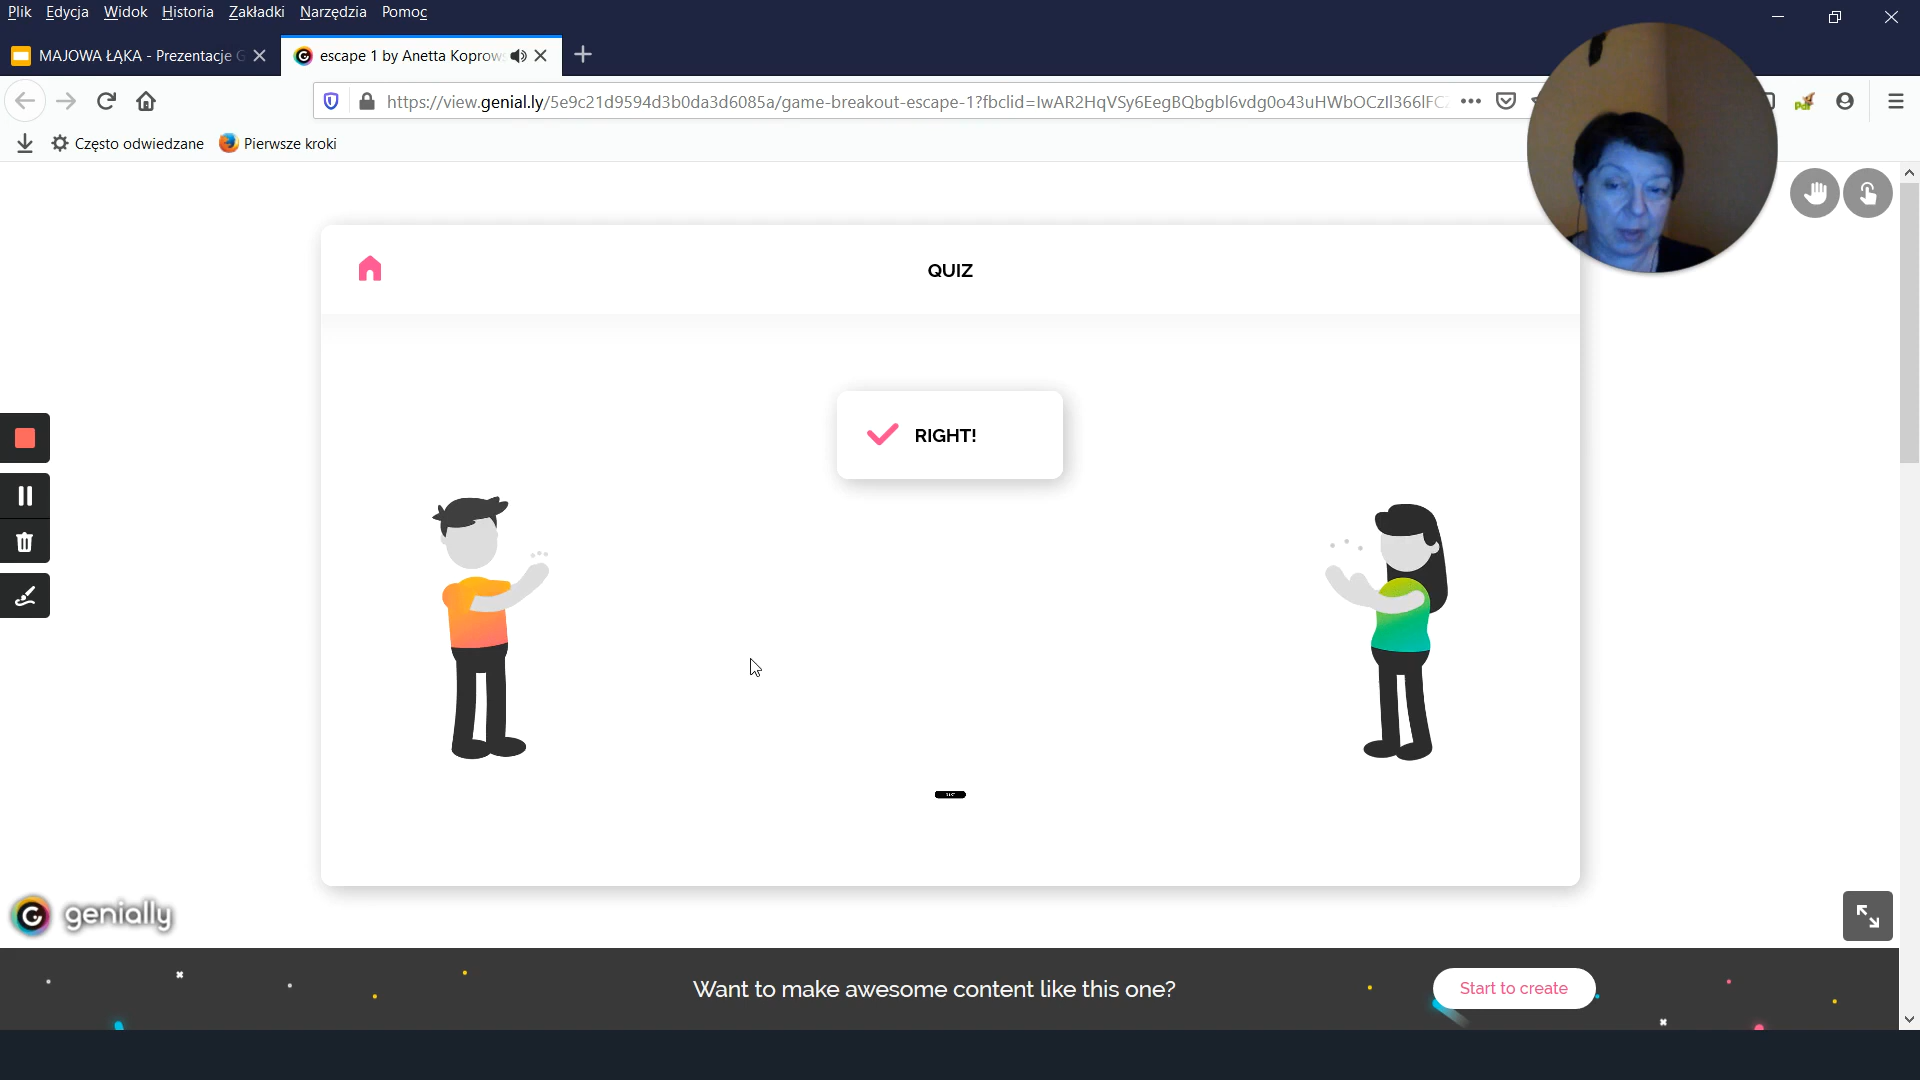 Plik Edycja Widok Historia Zakładki Narzędzia Pomoc
MAJOWA ŁĄKA - Prezentacje G
escape 1 by Anetta Koprow
https://view.genial.ly/5e9c21d9594d3b0da3d6085a/game-breakout-escape-1?fbclid=IwAR2HqVSy6EegBQbgbl6vdg0o43uHWbOCzIl366lFC
Często odwiedzane Pierwsze kroki
QUIZ
RIGHT!
genially
Want to make awesome content like this one?
Start to create